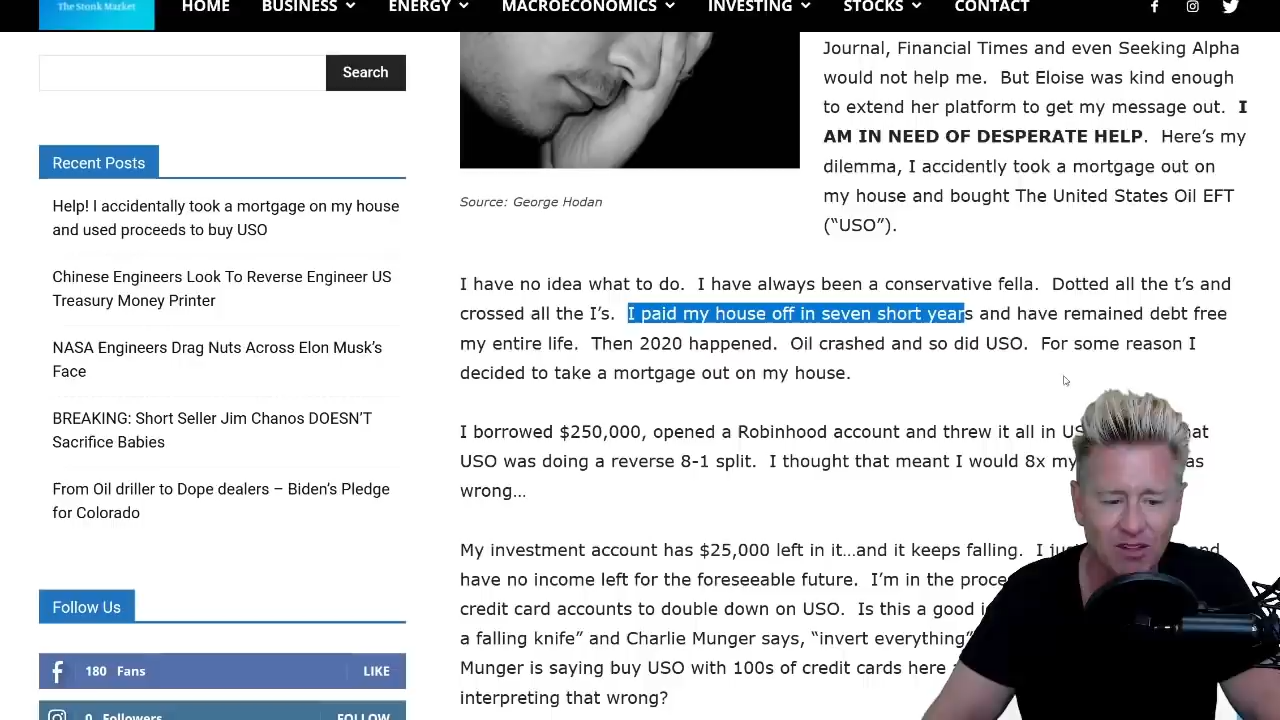 The Stonk Market
HOME
BUSINESS
ENERGY
MACROECONOMICS
INVESTING
STOCKS
CONTACT
Search
Recent Posts
Help! I accidentally took a mortgage on my house
and used proceeds to buy USO
Chinese Engineers Look To Reverse Engineer US
Treasury Money Printer
NASA Engineers Drag Nuts Across Elon Musk's
Face
BREAKING: Short Seller Jim Chanos DOESN'T
Sacrifice Babies
From Oil driller to Dope dealers – Biden's Pledge
for Colorado
Follow Us
180 Fans
LIKE
0 Followers
FOLLOW
Source: George Hodan
Journal, Financial Times and even Seeking Alpha
would not help me. But Eloise was kind enough
to extend her platform to get my message out. I
AM IN NEED OF DESPERATE HELP. Here's my
dilemma, I accidently took a mortgage out on
my house and bought The United States Oil EFT
("USO").
I have no idea what to do. I have always been a conservative fella. Dotted all the t's and
crossed all the I's. I paid my house off in seven short years and have remained debt free
my entire life. Then 2020 happened. Oil crashed and so did USO. For some reason I
decided to take a mortgage out on my house.
I borrowed $250,000, opened a Robinhood account and threw it all in
USO was doing a reverse 8-1 split. I thought that meant I would 8x my
wrong…
My investment account has $25,000 left in it…and it keeps falling. I
have no income left for the foreseeable future. I'm in the
credit card accounts to double down on USO. Is this a good
a falling knife" and Charlie Munger says, "invert everything"
Munger is saying buy USO with 100s of credit cards here
interpreting that wrong?